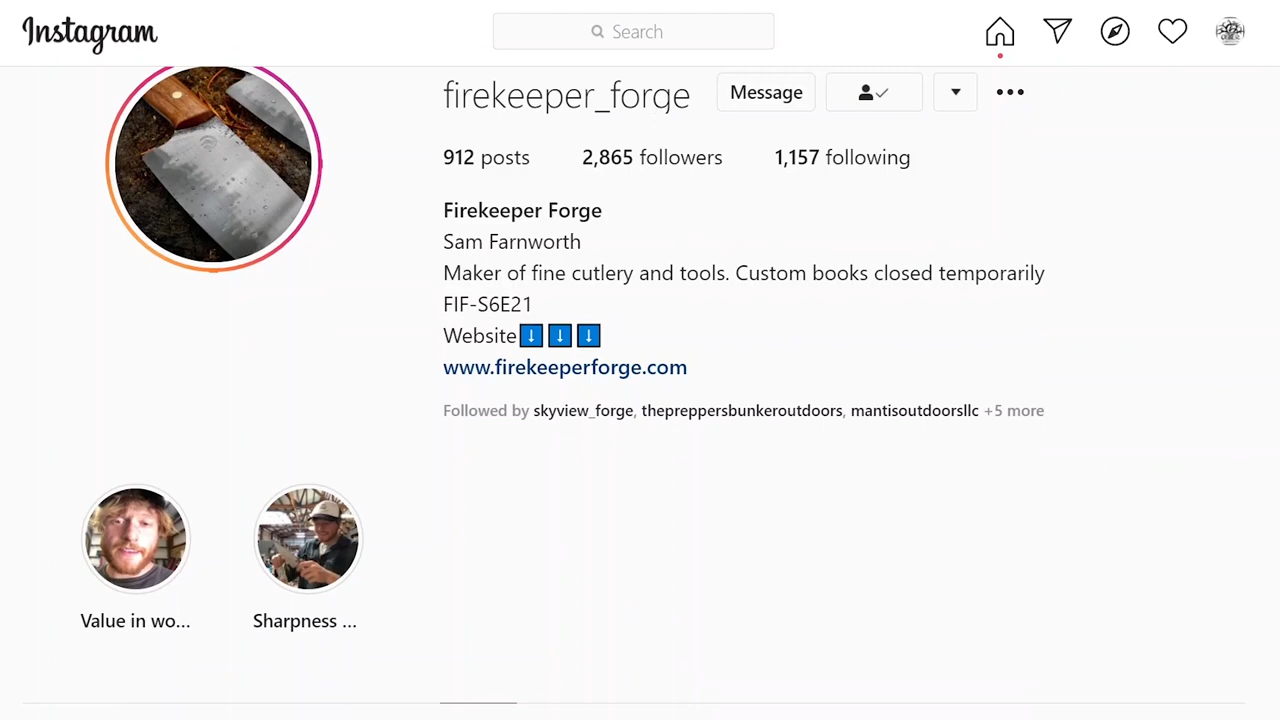 Instagram
Search
firekeeper_forge
Message
912 posts
2,865 followers
1,157 following
Firekeeper Forge
Sam Farnworth
Maker of fine cutlery and tools. Custom books closed temporarily
FIF-S6E21
Website⬇️⬇️⬇️
www.firekeeperforge.com
Followed by skyview_forge, thepreppersbunkeroutdoors, mantisoutdoorsllc +5 more
Value in wo...
Sharpness ...